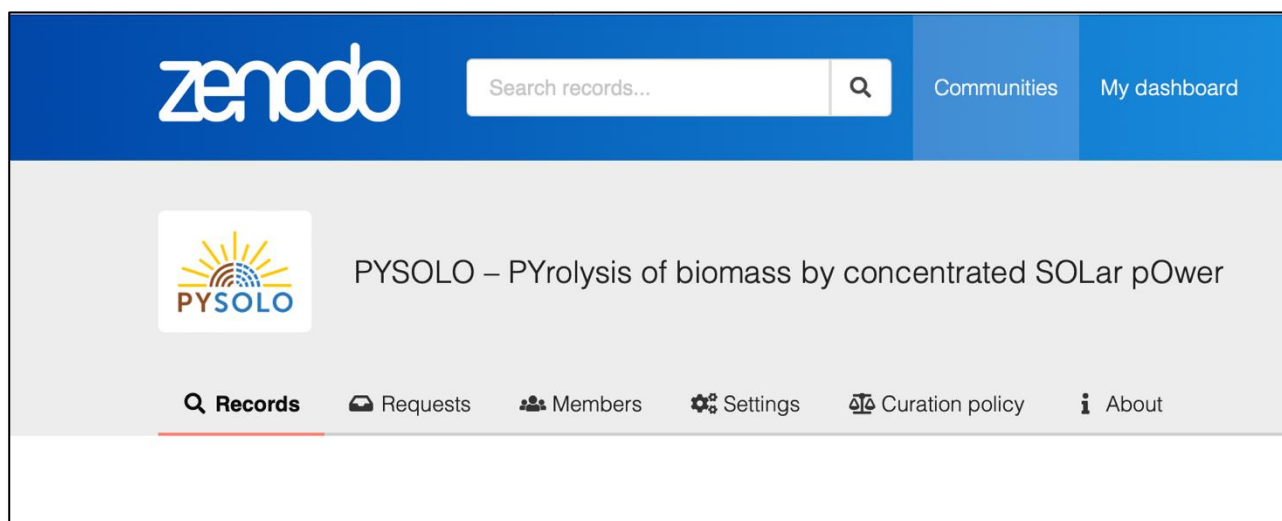 zenodo
Search records...
Communities
My dashboard
PYSOLO
PYSOLO – PYrolysis of biomass by concentrated SOLar pOwer
Records
Requests
Members
Settings
Curation policy
About